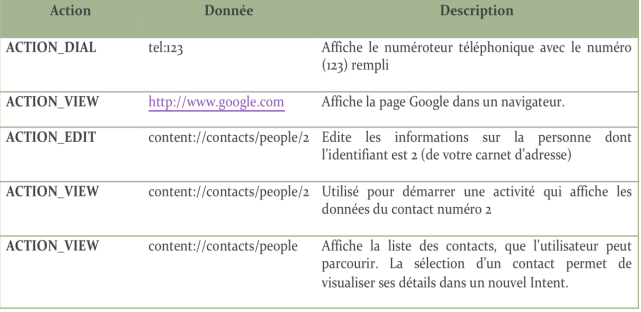 Action Donnée Description
ACTION_DIAL tel:123 Affiche le numéroteur téléphonique avec le numéro
(123) rempli
ACTION_VIEW http://www.google.com Affiche la page Google dans un navigateur.
ACTION_EDIT content://contacts/people/2 Edite les informations sur la personne dont
l'identifiant est 2 (de votre carnet d'adresse)
ACTION_VIEW content://contacts/people/2 Utilisé pour démarrer une activité qui affiche les
données du contact numéro 2
ACTION_VIEW content://contacts/people Affiche la liste des contacts, que l'utilisateur peut
parcourir. La sélection d'un contact permet de
visualiser ses détails dans un nouvel Intent.